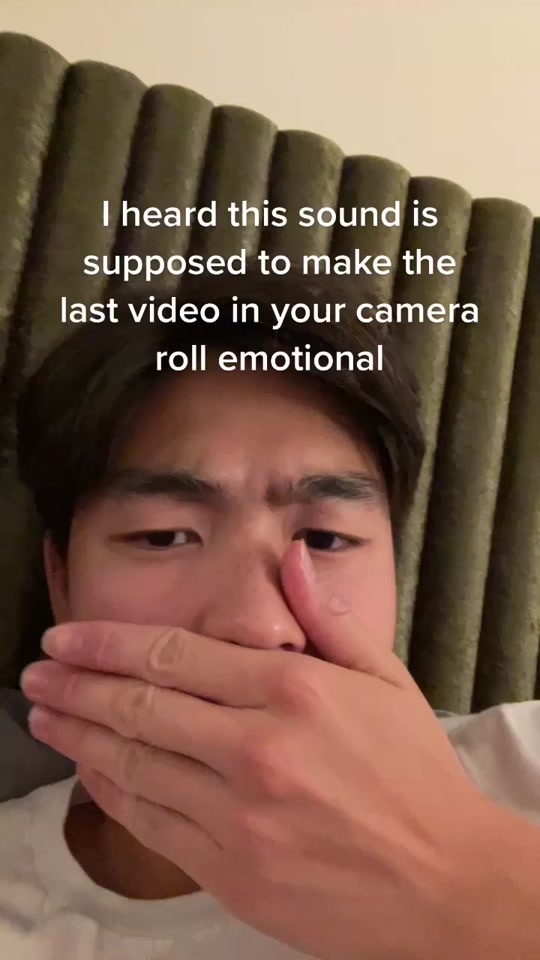 I heard this sound is
supposed to make the
last video in your camera
roll emotional